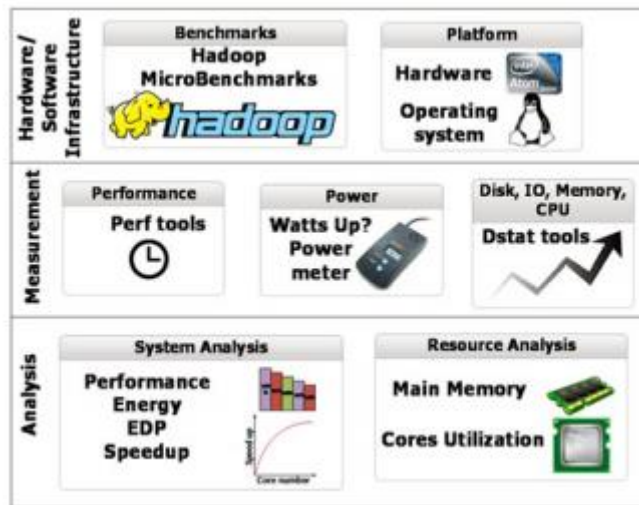 Hardware/
Software
Infrastructure
Benchmarks
Hadoop
MicroBenchmarks
hadoop
Platform
Hardware
intel
Atom
Operating
system
Measurement
Performance
Perf tools
Power
Watts Up?
Power
meter
Disk, IO, Memory,
CPU
Dstat tools
Analysis
System Analysis
Performance
Energy
EDP
Speedup
Speed up
Core number
Resource Analysis
Main Memory
Cores Utilization